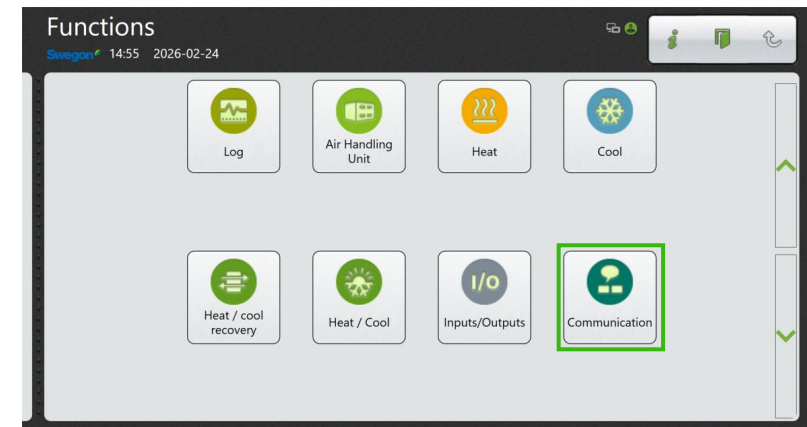 Functions
Swegon 14:55 2026-02-24
Log
Air Handling
Unit
Heat
Cool
Heat / cool
recovery
Heat / Cool
I/O
Inputs/Outputs
Communication